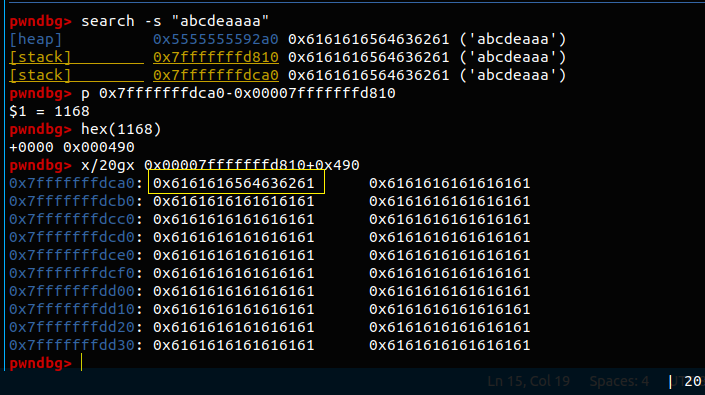 pwndbg> search -s "abcdeaaaa"
[heap] 0x5555555592a0 0x6161616564636261 ('abcdeaaa')
[stack] 0x7fffffffd810 0x6161616564636261 ('abcdeaaa')
[stack] 0x7fffffffdca0 0x6161616564636261 ('abcdeaaa')
pwndbg> p 0x7fffffffdca0-0x00007fffffffd810
$1 = 1168
pwndbg> hex(1168)
+0000 0x000490
pwndbg> x/20gx 0x00007fffffffd810+0x490
0x7fffffffdca0: 0x6161616564636261 0x6161616161616161
0x7fffffffdcb0: 0x6161616161616161 0x6161616161616161
0x7fffffffdcc0: 0x6161616161616161 0x6161616161616161
0x7fffffffdcd0: 0x6161616161616161 0x6161616161616161
0x7fffffffdce0: 0x6161616161616161 0x6161616161616161
0x7fffffffdcf0: 0x6161616161616161 0x6161616161616161
0x7fffffffdd00: 0x6161616161616161 0x6161616161616161
0x7fffffffdd10: 0x6161616161616161 0x6161616161616161
0x7fffffffdd20: 0x6161616161616161 0x6161616161616161
0x7fffffffdd30: 0x6161616161616161 0x6161616161616161
pwndbg>
Ln 15, Col 19 Spaces: 4 | 20